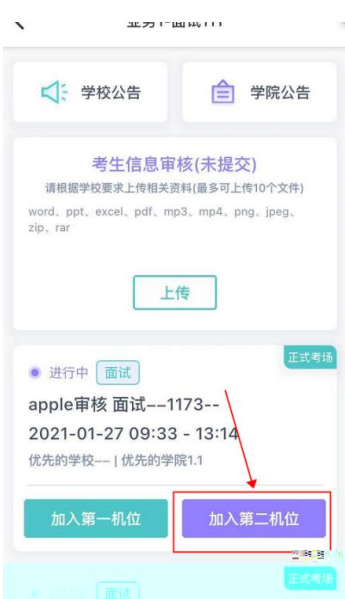 学校公告
学院公告
考生信息审核(未提交)
请根据学校要求上传相关资料(最多可上传10个文件)
word、ppt、excel、pdf、mp3、mp4、png、jpeg、
zip、rar
上传
正式考场
进行中 面试
apple审核 面试--1173--
2021-01-27 09:33 - 13:14
优先的学校-- | 优先的学院1.1
加入第一机位
加入第二机位
正式考场
面试